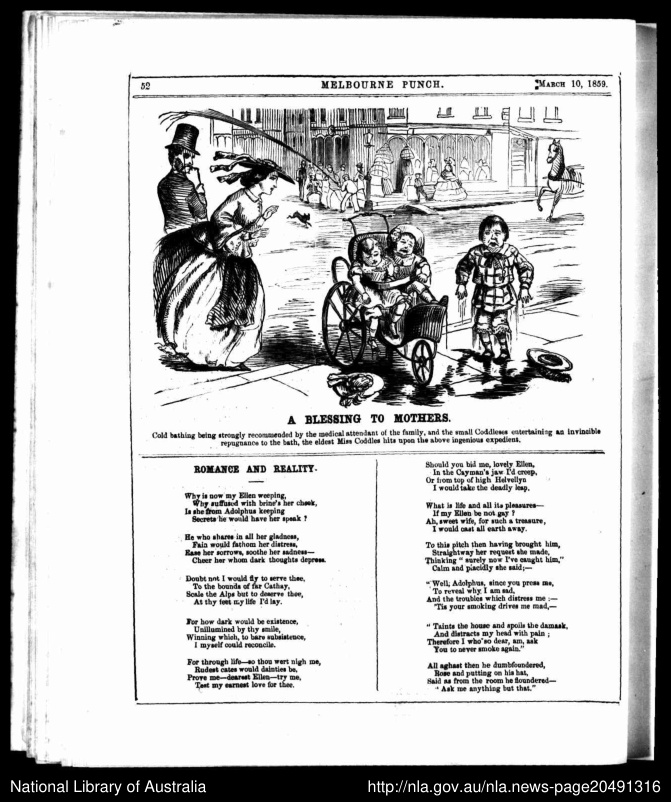 52
MELBOURNE PUNCH.
MARCH 10, 1859.
A BLESSING TO MOTHERS.
Cold bathing being strongly recommended by the medical attendant of the family, and the small Coddleses entertaining an invincible
repugnance to the bath, the eldest Miss Coddles hits upon the above ingenious expedient.
ROMANCE AND REALITY.
Why is now my Ellen weeping,
Why suffused with brine's her cheek,
Is she from Adolphus keeping
Secrets he would have her speak ?
He who shares in all her gladness,
Fain would fathom her distress,
Ease her sorrows, soothe her sadness—
Cheer her whom dark thoughts depress.
Doubt not I would fly to serve thee,
To the bounds of far Cathay,
Scale the Alps but to deserve thee,
At thy feet my life I'd lay.
For how dark would be existence,
Unillumined by thy smile,
Winning which, to bare subsistence,
I myself could reconcile.
For through life—so thou wert nigh me,
Rudest cates would dainties be,
Prove me—dearest Ellen—try me,
Test my earnest love for thee.
Should you bid me, lovely Ellen,
In the Cayman's jaw I'd creep,
Or from top of high Helvellyn
I would take the deadly leap.
What is life and all its pleasures—
If my Ellen be not gay ?
Ah, sweet wife, for such a treasure,
I would cast all earth away.
To this pitch then having brought him,
Straightway her request she made,
Thinking " surely now I've caught him,"
Calm and placidly she said;—
" Well, Adolphus, since you press me,
To reveal why I am sad,
And the troubles which distress me :—
'Tis your smoking drives me mad,—
" Taints the house and spoils the damask,
And distracts my head with pain ;
Therefore I who'so dear, am, ask
You to never smoke again."
All aghast then he dumbfoundered,
Rose and putting on his hat,
Said as from the room he floundered—
" Ask me anything but that."
National Library of Australia
http://nla.gov.au/nla.news-page20491316